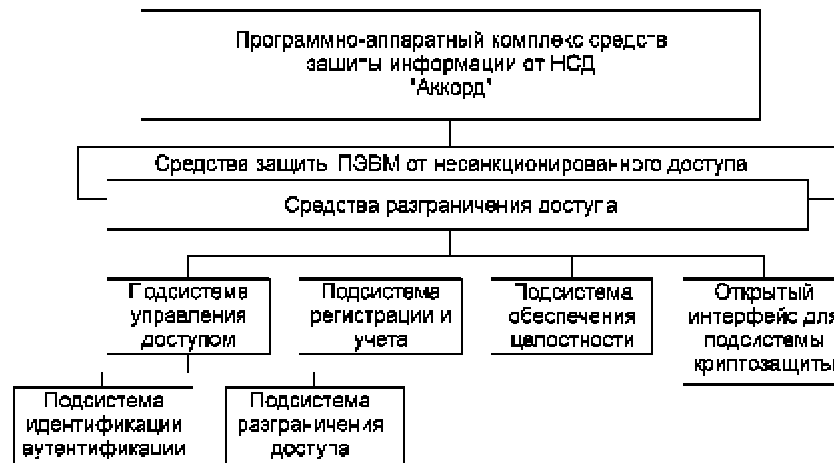 Программно-аппаратный комплекс средств
защиты информации от НСД
"Аккорд"
Средства защить ПЭВМ от несанкционированного доступа
Средства разграничения доступа
Подсистема
управления
доступом
Подсистема
регистрации и
учета
Подсистема
обеспечения
целостности
Открытый
интерфейс для
подсистемы
криптозащиты
Подсистема
идентификации
аутентификации
Подсистема
разграничения
доступа